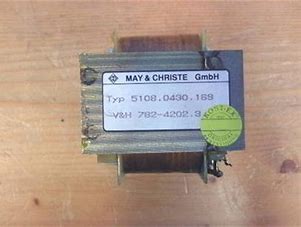 MAY & CHRISTE GmbH
Typ 5108.0430.169
V&H 782-4202.3